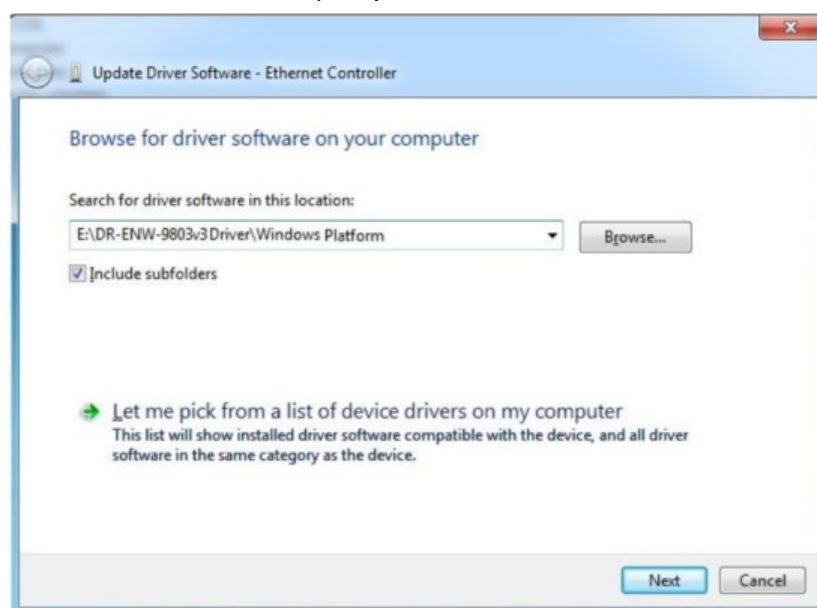 Update Driver Software - Ethernet Controller
Browse for driver software on your computer
Search for driver software in this location:
E:\DR-ENW-9803v3Driver\Windows Platform
Browse...
Include subfolders
Let me pick from a list of device drivers on my computer
This list will show installed driver software compatible with the device, and all driver
software in the same category as the device.
Next Cancel